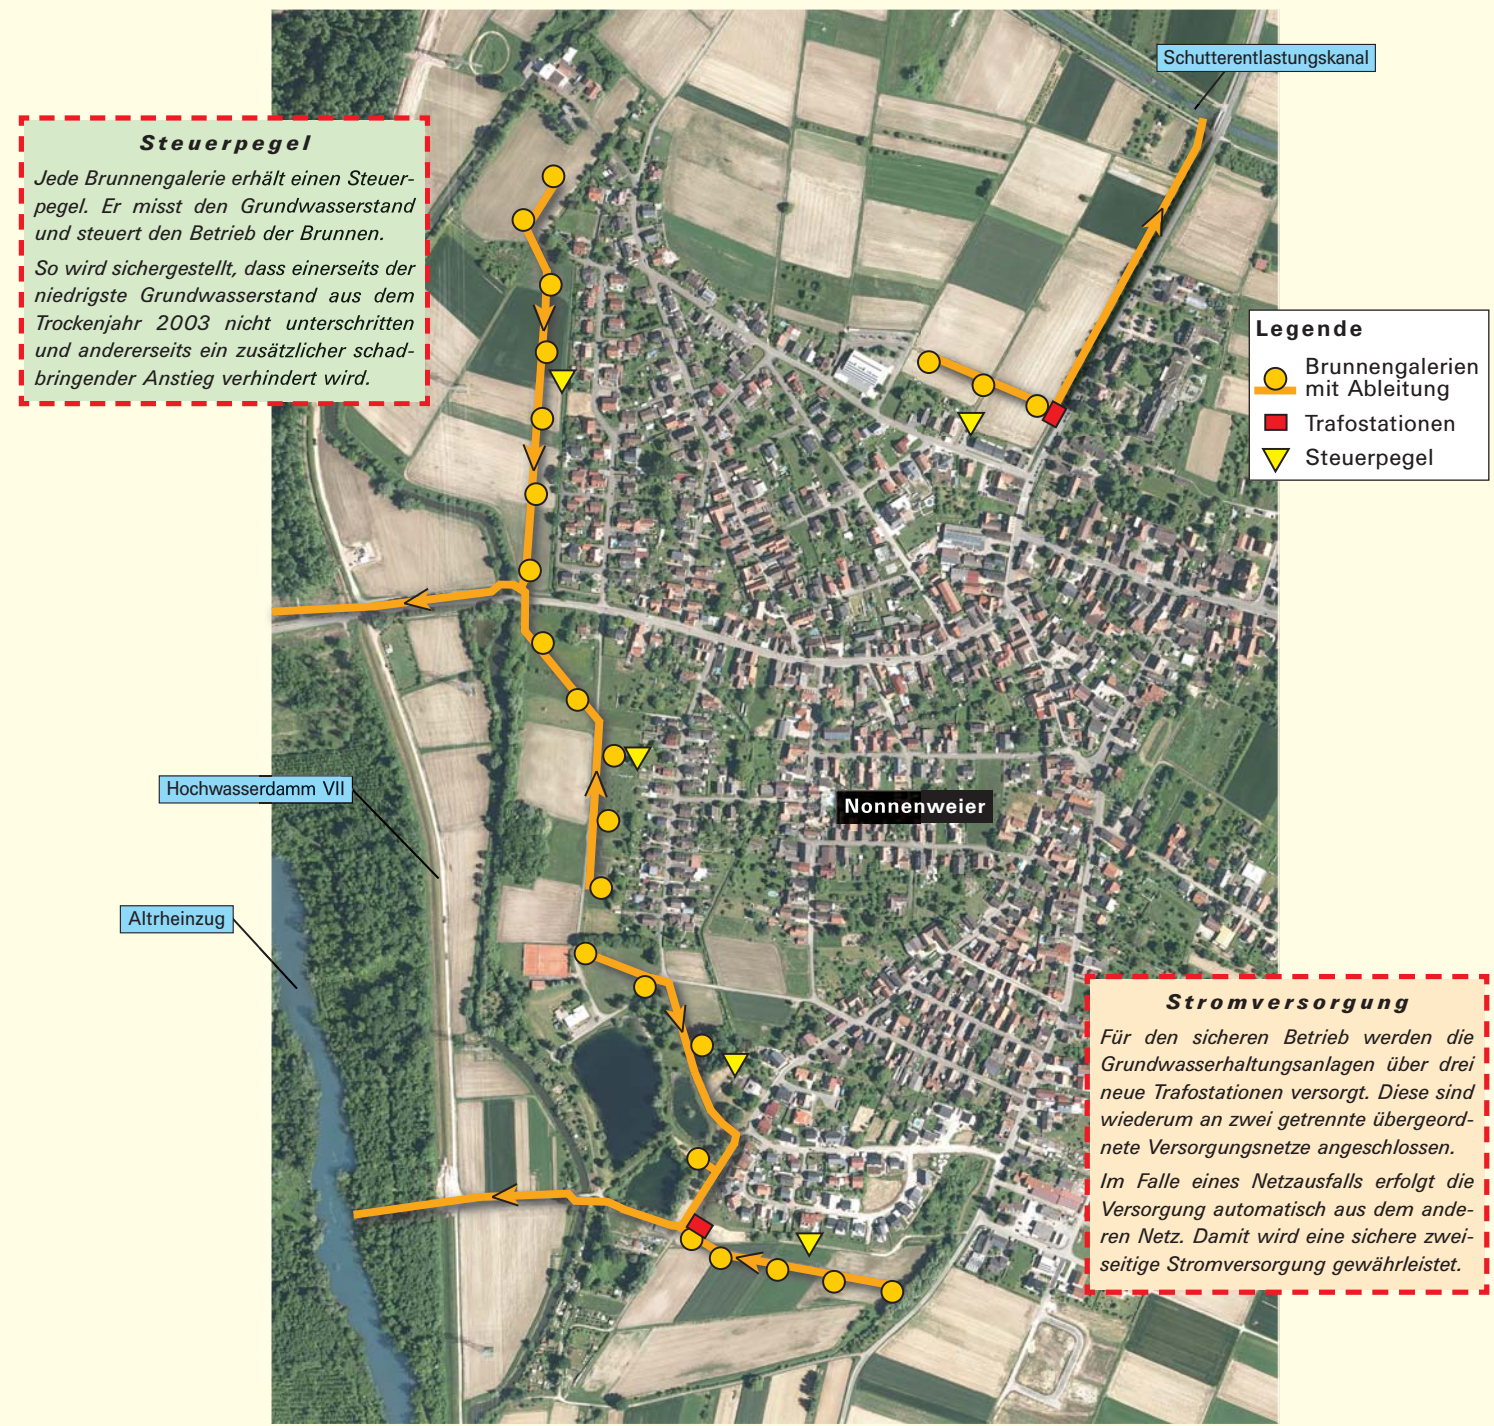 Schutterentlastungskanal
Steuerpegel
Jede Brunnengalerie erhält einen Steuer-
pegel. Er misst den Grundwasserstand
und steuert den Betrieb der Brunnen.
So wird sichergestellt, dass einerseits der
niedrigste Grundwasserstand aus dem
Trockenjahr 2003 nicht unterschritten
und andererseits ein zusätzlicher schad-
bringender Anstieg verhindert wird.
Legende
Brunnengalerien
mit Ableitung
Trafostationen
Steuerpegel
Hochwasserdamm VII
Nonnenweier
Altrheinzug
Stromversorgung
Für den sicheren Betrieb werden die
Grundwasserhaltungsanlagen über drei
neue Trafostationen versorgt. Diese sind
wiederum an zwei getrennte übergeord-
nete Versorgungsnetze angeschlossen.
Im Falle eines Netzausfalls erfolgt die
Versorgung automatisch aus dem ande-
ren Netz. Damit wird eine sichere zwei-
seitige Stromversorgung gewährleistet.